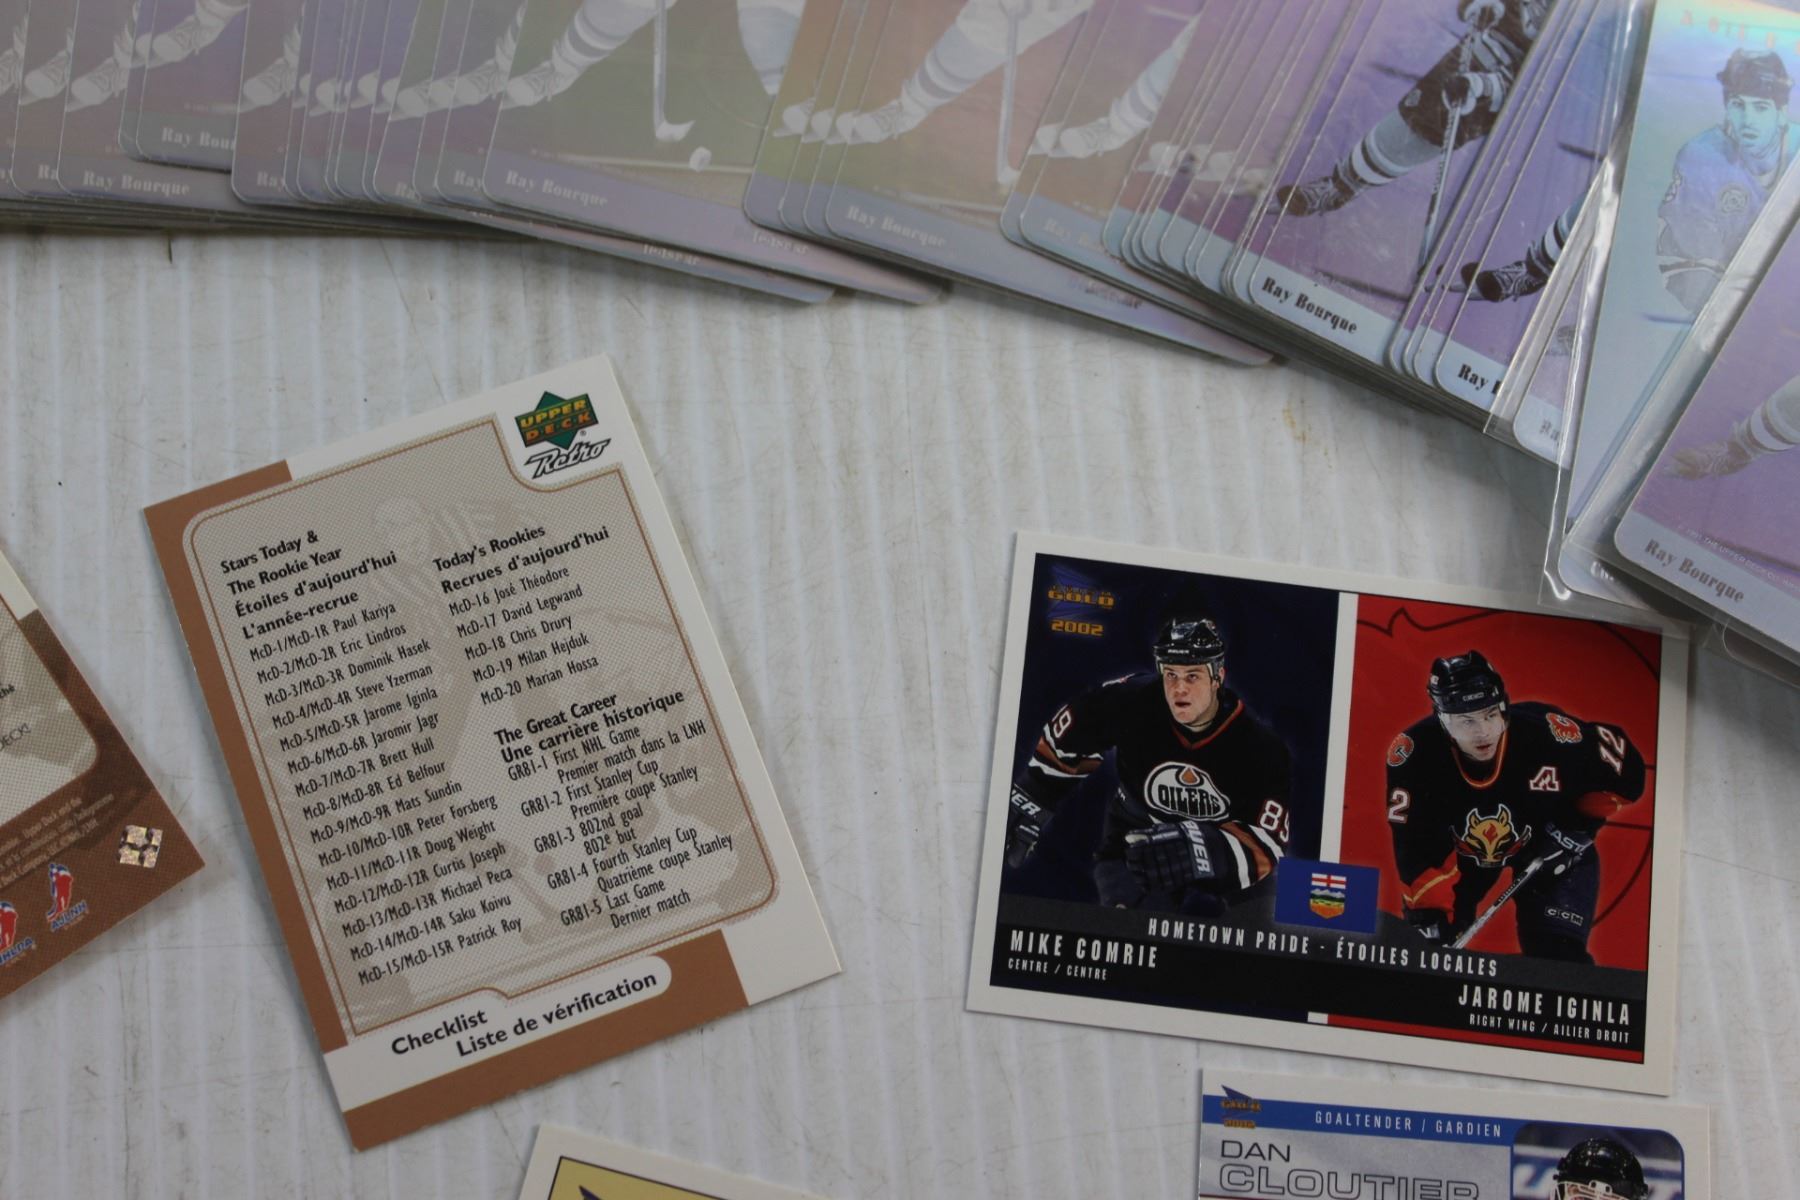 Ray Bour
Ray Bourque
Ray
Ray Bourque
Ray Bourque
Ray Bourque
Ray
Ray Bourque
UPPER
DECK
Retro
Stars Today &
The Rookie Year
Étoiles d'aujourd'hui
L'année-recrue
McD-1/McD-1R Paul Kariya
McD-2/McD-2R Eric Lindros
McD-3/McD-3R Dominik Hasek
McD-4/McD-4R Steve Yzerman
McD-5/McD-5R Jarome Iginla
McD-6/McD-6R Jaromir Jagr
McD-7/McD-7R Brett Hull
McD-8/McD-8R Ed Belfour
McD-9/McD-9R Mats Sundin
McD-10/McD-10R Peter Forsberg
McD-11/McD-11R Doug Weight
McD-12/McD-12R Curtis Joseph
McD-13/McD-13R Michael Peca
McD-14/McD-14R Saku Koivu
McD-15/McD-15R Patrick Roy
Today's Rookies
Recrues d'aujourd'hui
McD-16 José Théodore
McD-17 David Legwand
McD-18 Chris Drury
McD-19 Milan Hejduk
McD-20 Marian Hossa
The Great Career
Une carrière historique
GR81-1 First NHL Game
Premier match dans la LNH
GR81-2 First Stanley Cup
Première coupe Stanley
GR81-3 802nd goal
802e but
GR81-4 Fourth Stanley Cup
Quatrième coupe Stanley
GR81-5 Last Game
Dernier match
Checklist
Liste de vérification
GOLD
2002
89
OILERS
89
BAUER
12
A
2
EASTON
CCM
HOMETOWN PRIDE - ÉTOILES LOCALES
MIKE COMRIE
CENTRE / CENTRE
JAROME IGINLA
RIGHT WING / AILIER DROIT
GOALTENDER / GARDIEN
DAN
CLOUTIER